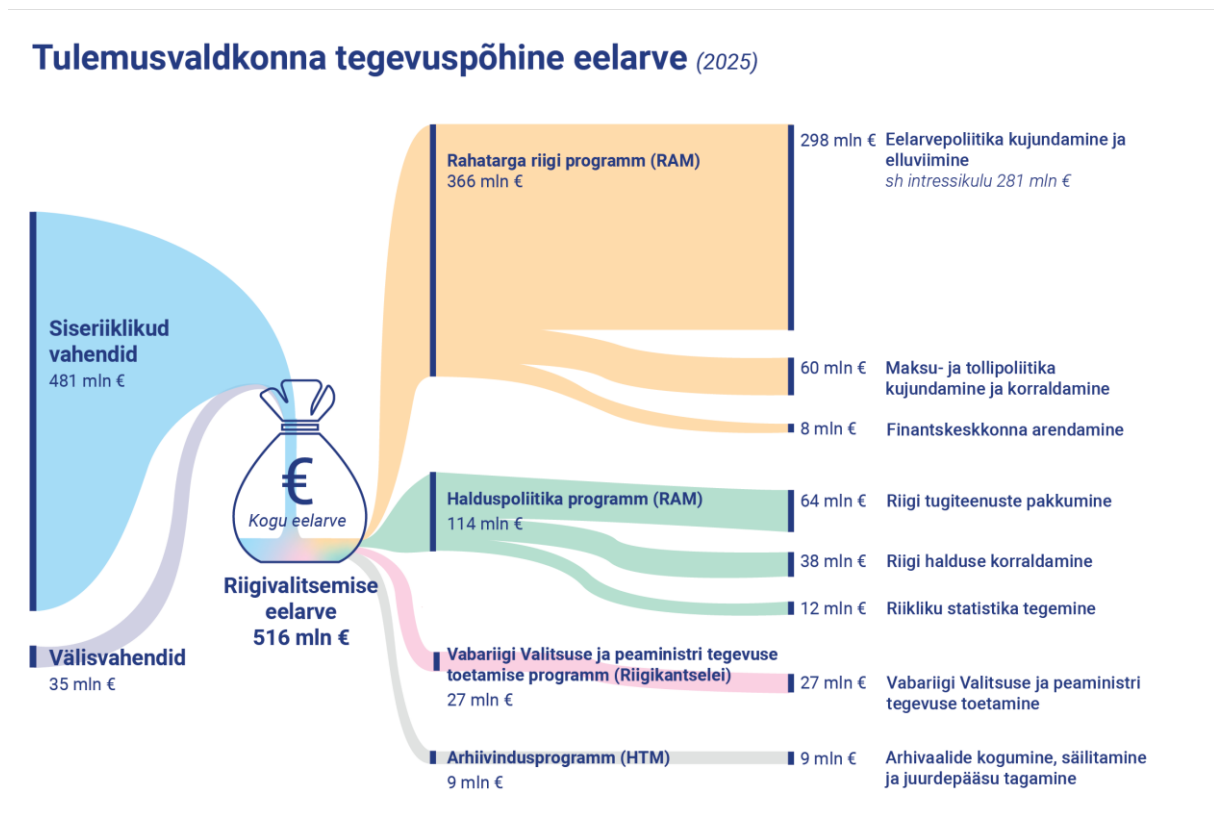 Tulemusvaldkonna tegevuspõhine eelarve (2025)
Siseriiklikud
vahendid
481 mln €
Välisvahendid
35 mln €
€
Kogu eelarve
Riigivalitsemise
eelarve
516 mln €
Rahatarga riigi programm (RAM)
366 mln €
298 mln € Eelarvepoliitika kujundamine ja
elluviimine
sh intressikulu 281 mln €
60 mln € Maksu- ja tollipoliitika
kujundamine ja korraldamine
8 mln € Finantskeskkonna arendamine
Halduspoliitika programm (RAM)
114 mln €
64 mln € Riigi tugiteenuste pakkumine
38 mln € Riigi halduse korraldamine
12 mln € Riikliku statistika tegemine
Vabariigi Valitsuse ja peaministri tegevuse
toetamise programm (Riigikantselei)
27 mln €
27 mln € Vabariigi Valitsuse ja peaministri
tegevuse toetamine
Arhiivindusprogramm (HTM)
9 mln €
9 mln € Arhivaalide kogumine, säilitamine
ja juurdepääsu tagamine